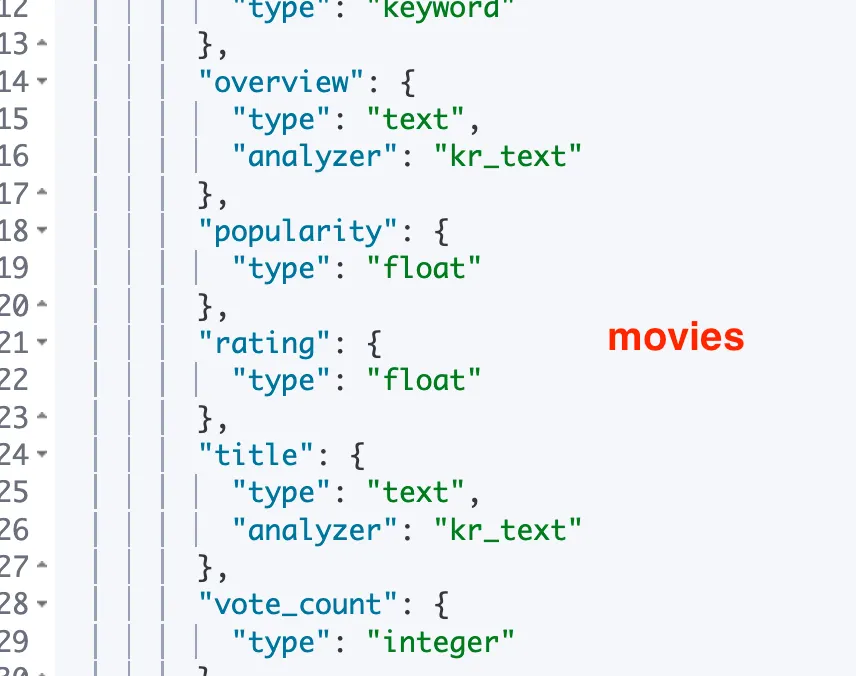 12 "type": "keyword"
13 },
14 "overview": {
15 "type": "text",
16 "analyzer": "kr_text"
17 },
18 "popularity": {
19 "type": "float"
20 },
21 "rating": {
movies
22 "type": "float"
23 },
24 "title": {
25 "type": "text",
26 "analyzer": "kr_text"
27 },
28 "vote_count": {
29 "type": "integer"
30 }